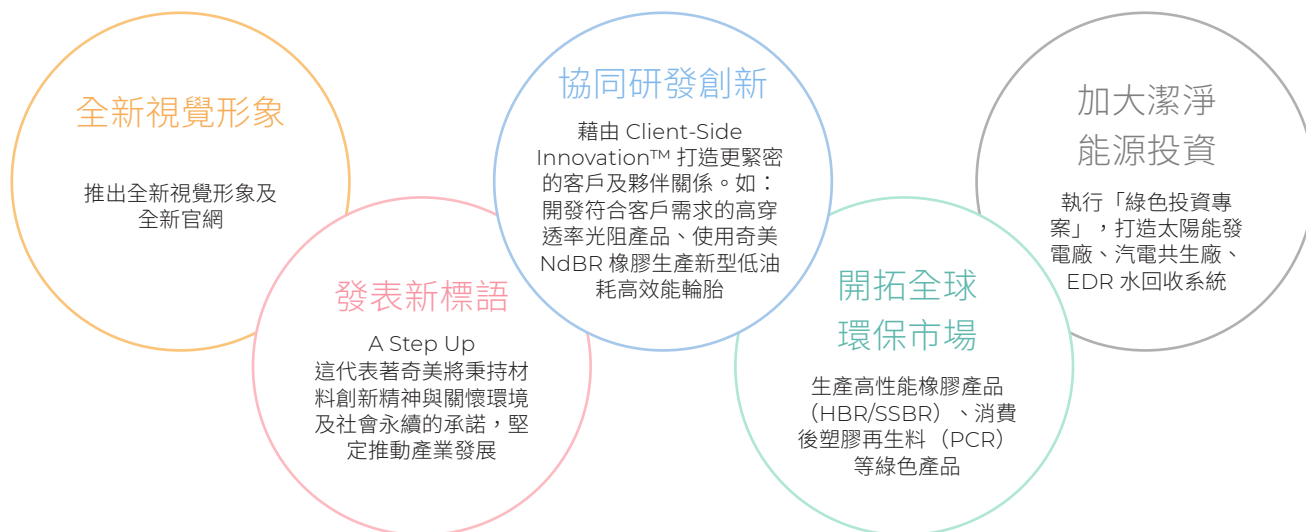 全新視覺形象
推出全新視覺形象及
全新官網
發表新標語
A Step Up
這代表著奇美將秉持材
料創新精神與關懷環境
及社會永續的承諾，堅
定推動產業發展
協同研發創新
藉由 Client-Side
Innovation™ 打造更緊密
的客戶及夥伴關係。如：
開發符合客戶需求的高穿
透率光阻產品、使用奇美
NdBR 橡膠生產新型低油
耗高效能輪胎
開拓全球
環保市場
生產高性能橡膠產品
（HBR/SSBR）、消費
後塑膠再生料（PCR）
等綠色產品
加大潔淨
能源投資
執行「綠色投資專
案」，打造太陽能發
電廠、汽電共生廠、
EDR 水回收系統